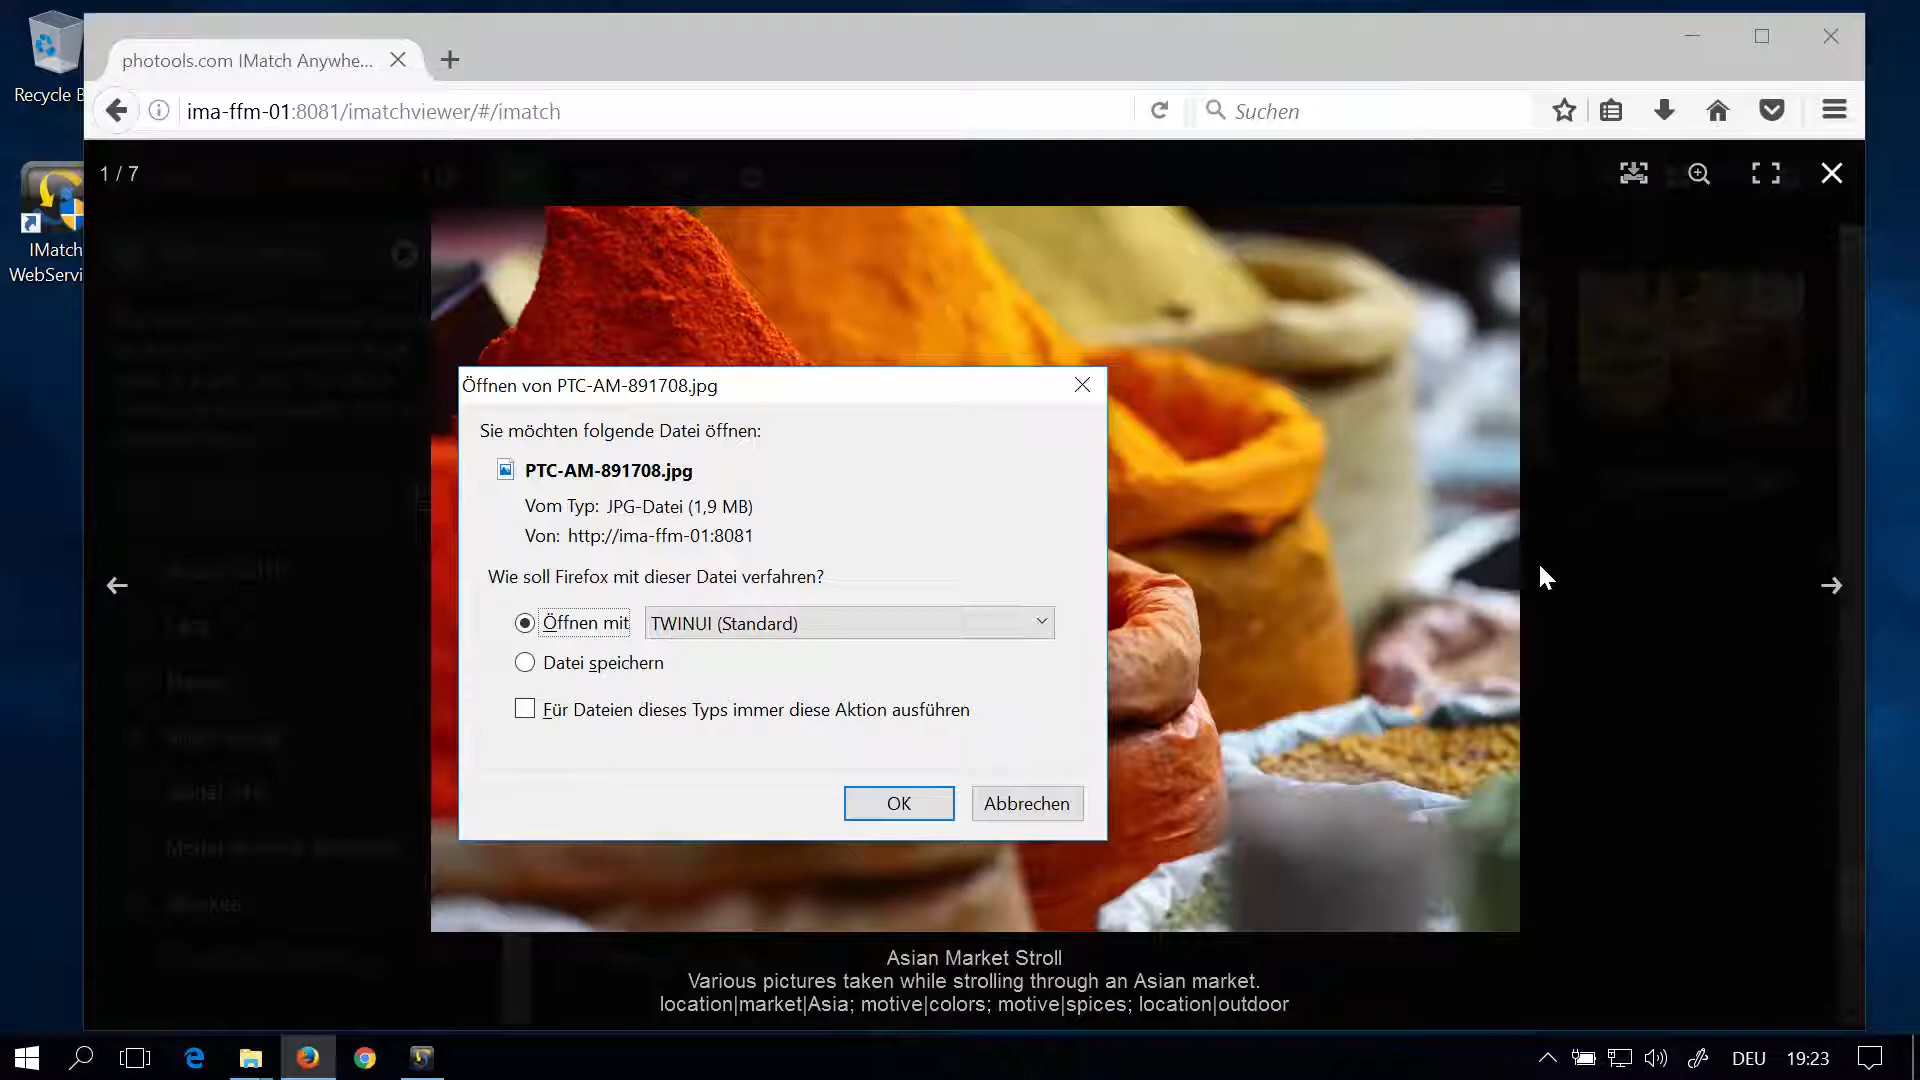 Recycle B
photools.com IMatch Anywhe...
ima-ffm-01:8081/imatchviewer/#/imatch
Suchen
1 / 7
IMatch
WebServi
Öffnen von PTC-AM-891708.jpg
Sie möchten folgende Datei öffnen:
PTC-AM-891708.jpg
Vom Typ: JPG-Datei (1,9 MB)
Von: http://ima-ffm-01:8081
Wie soll Firefox mit dieser Datei verfahren?
Öffnen mit
TWINUI (Standard)
Datei speichern
Für Dateien dieses Typs immer diese Aktion ausführen
OK
Abbrechen
Asian Market Stroll
Various pictures taken while strolling through an Asian market.
location|market|Asia; motive|colors; motive|spices; location|outdoor
DEU
19:23